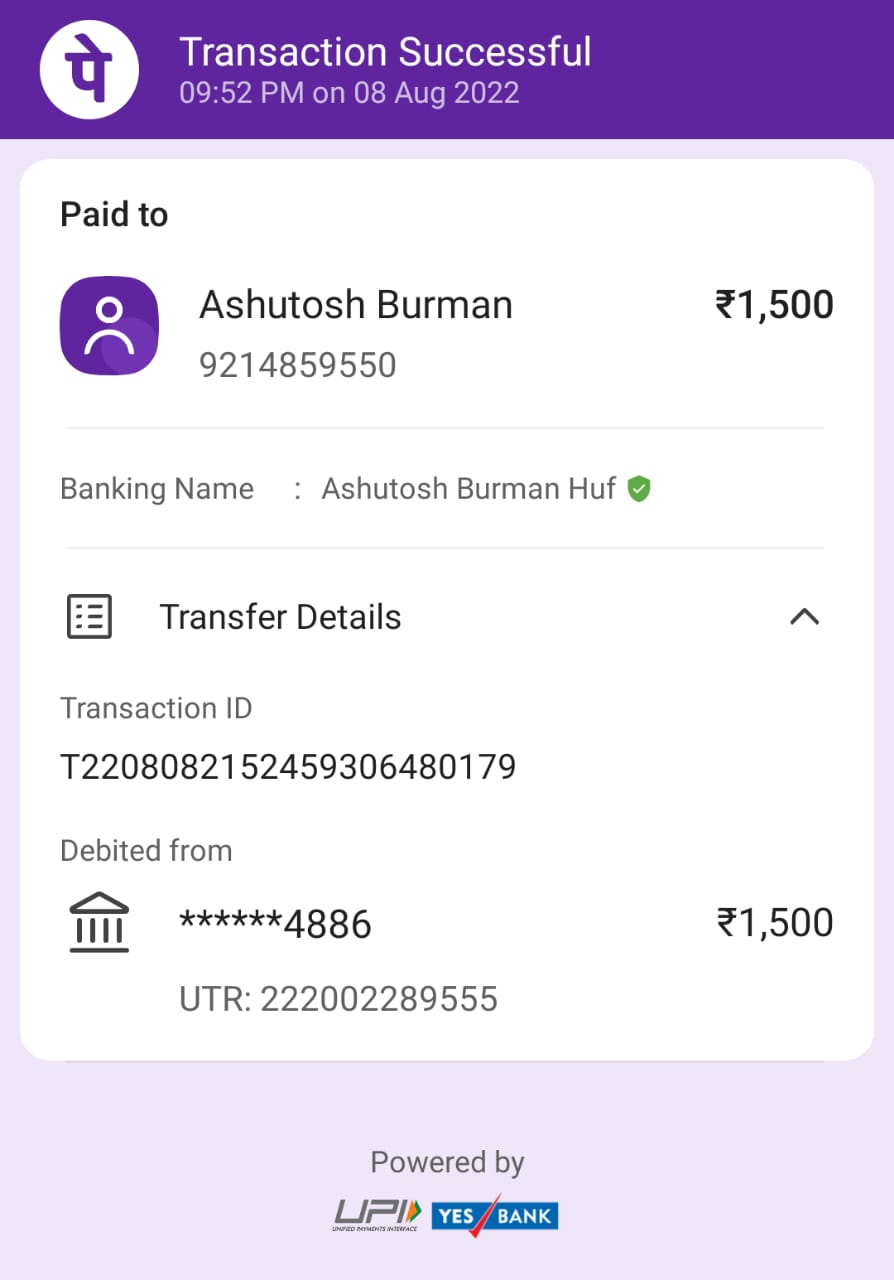 पे
Transaction Successful
09:52 PM on 08 Aug 2022
Paid to
Ashutosh Burman ₹1,500
9214859550
Banking Name : Ashutosh Burman Huf
Transfer Details
Transaction ID
T2208082152459306480179
Debited from
******4886 ₹1,500
UTR: 222002289555
Powered by
UPI YES BANK
UNIFIED PAYMENTS INTERFACE